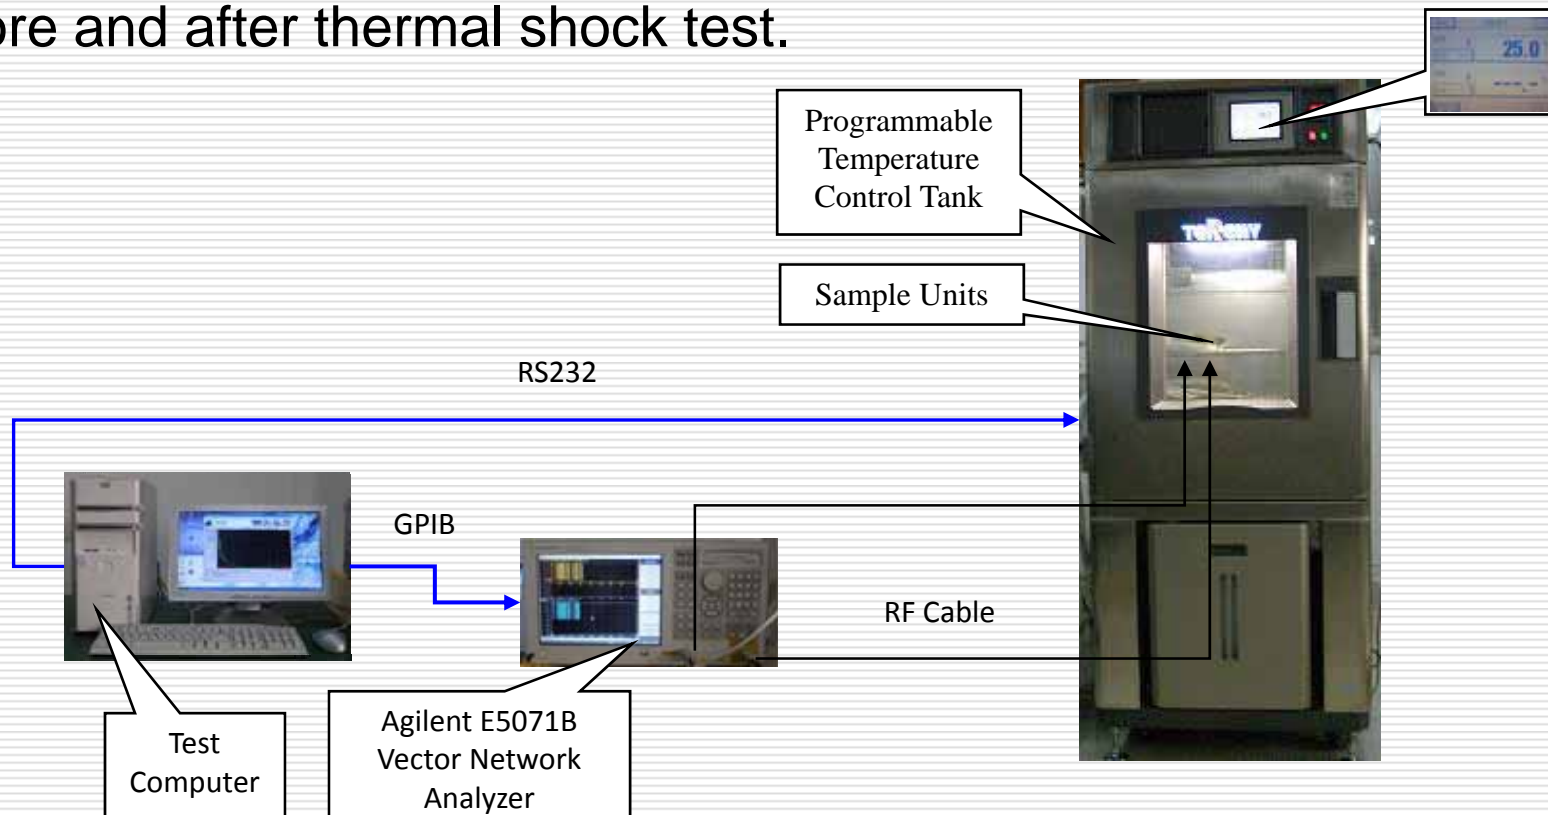 ore and after thermal shock test.
25.0
Programmable
Temperature
Control Tank
Sample Units
RS232
GPIB
RF Cable
Test
Computer
Agilent E5071B
Vector Network
Analyzer